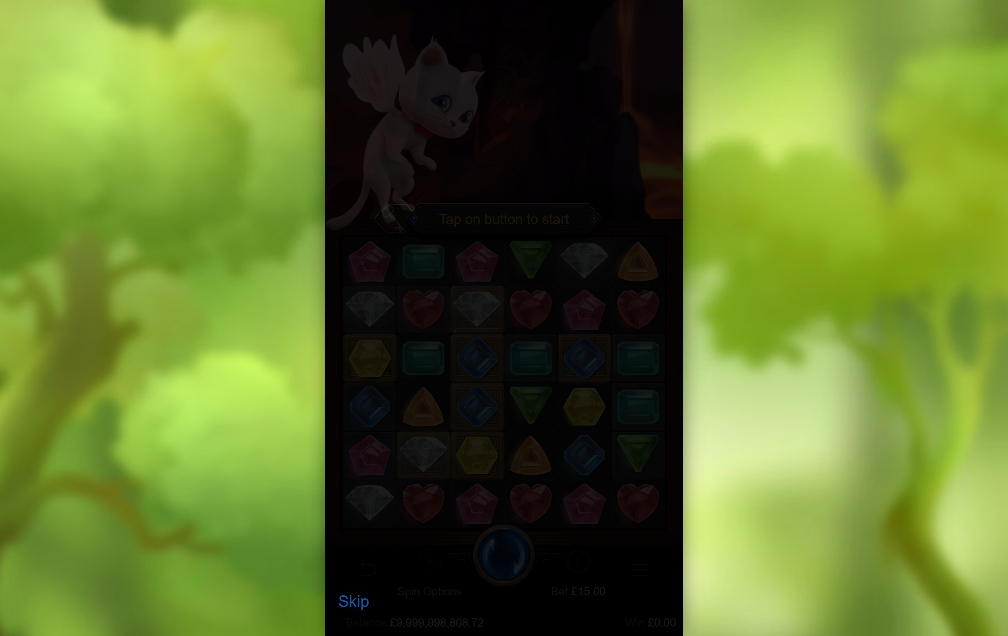 Tap on button to start
Spin Options
Bet £15.00
Skip
Balance £9,999,998,808.72
Win £0.00